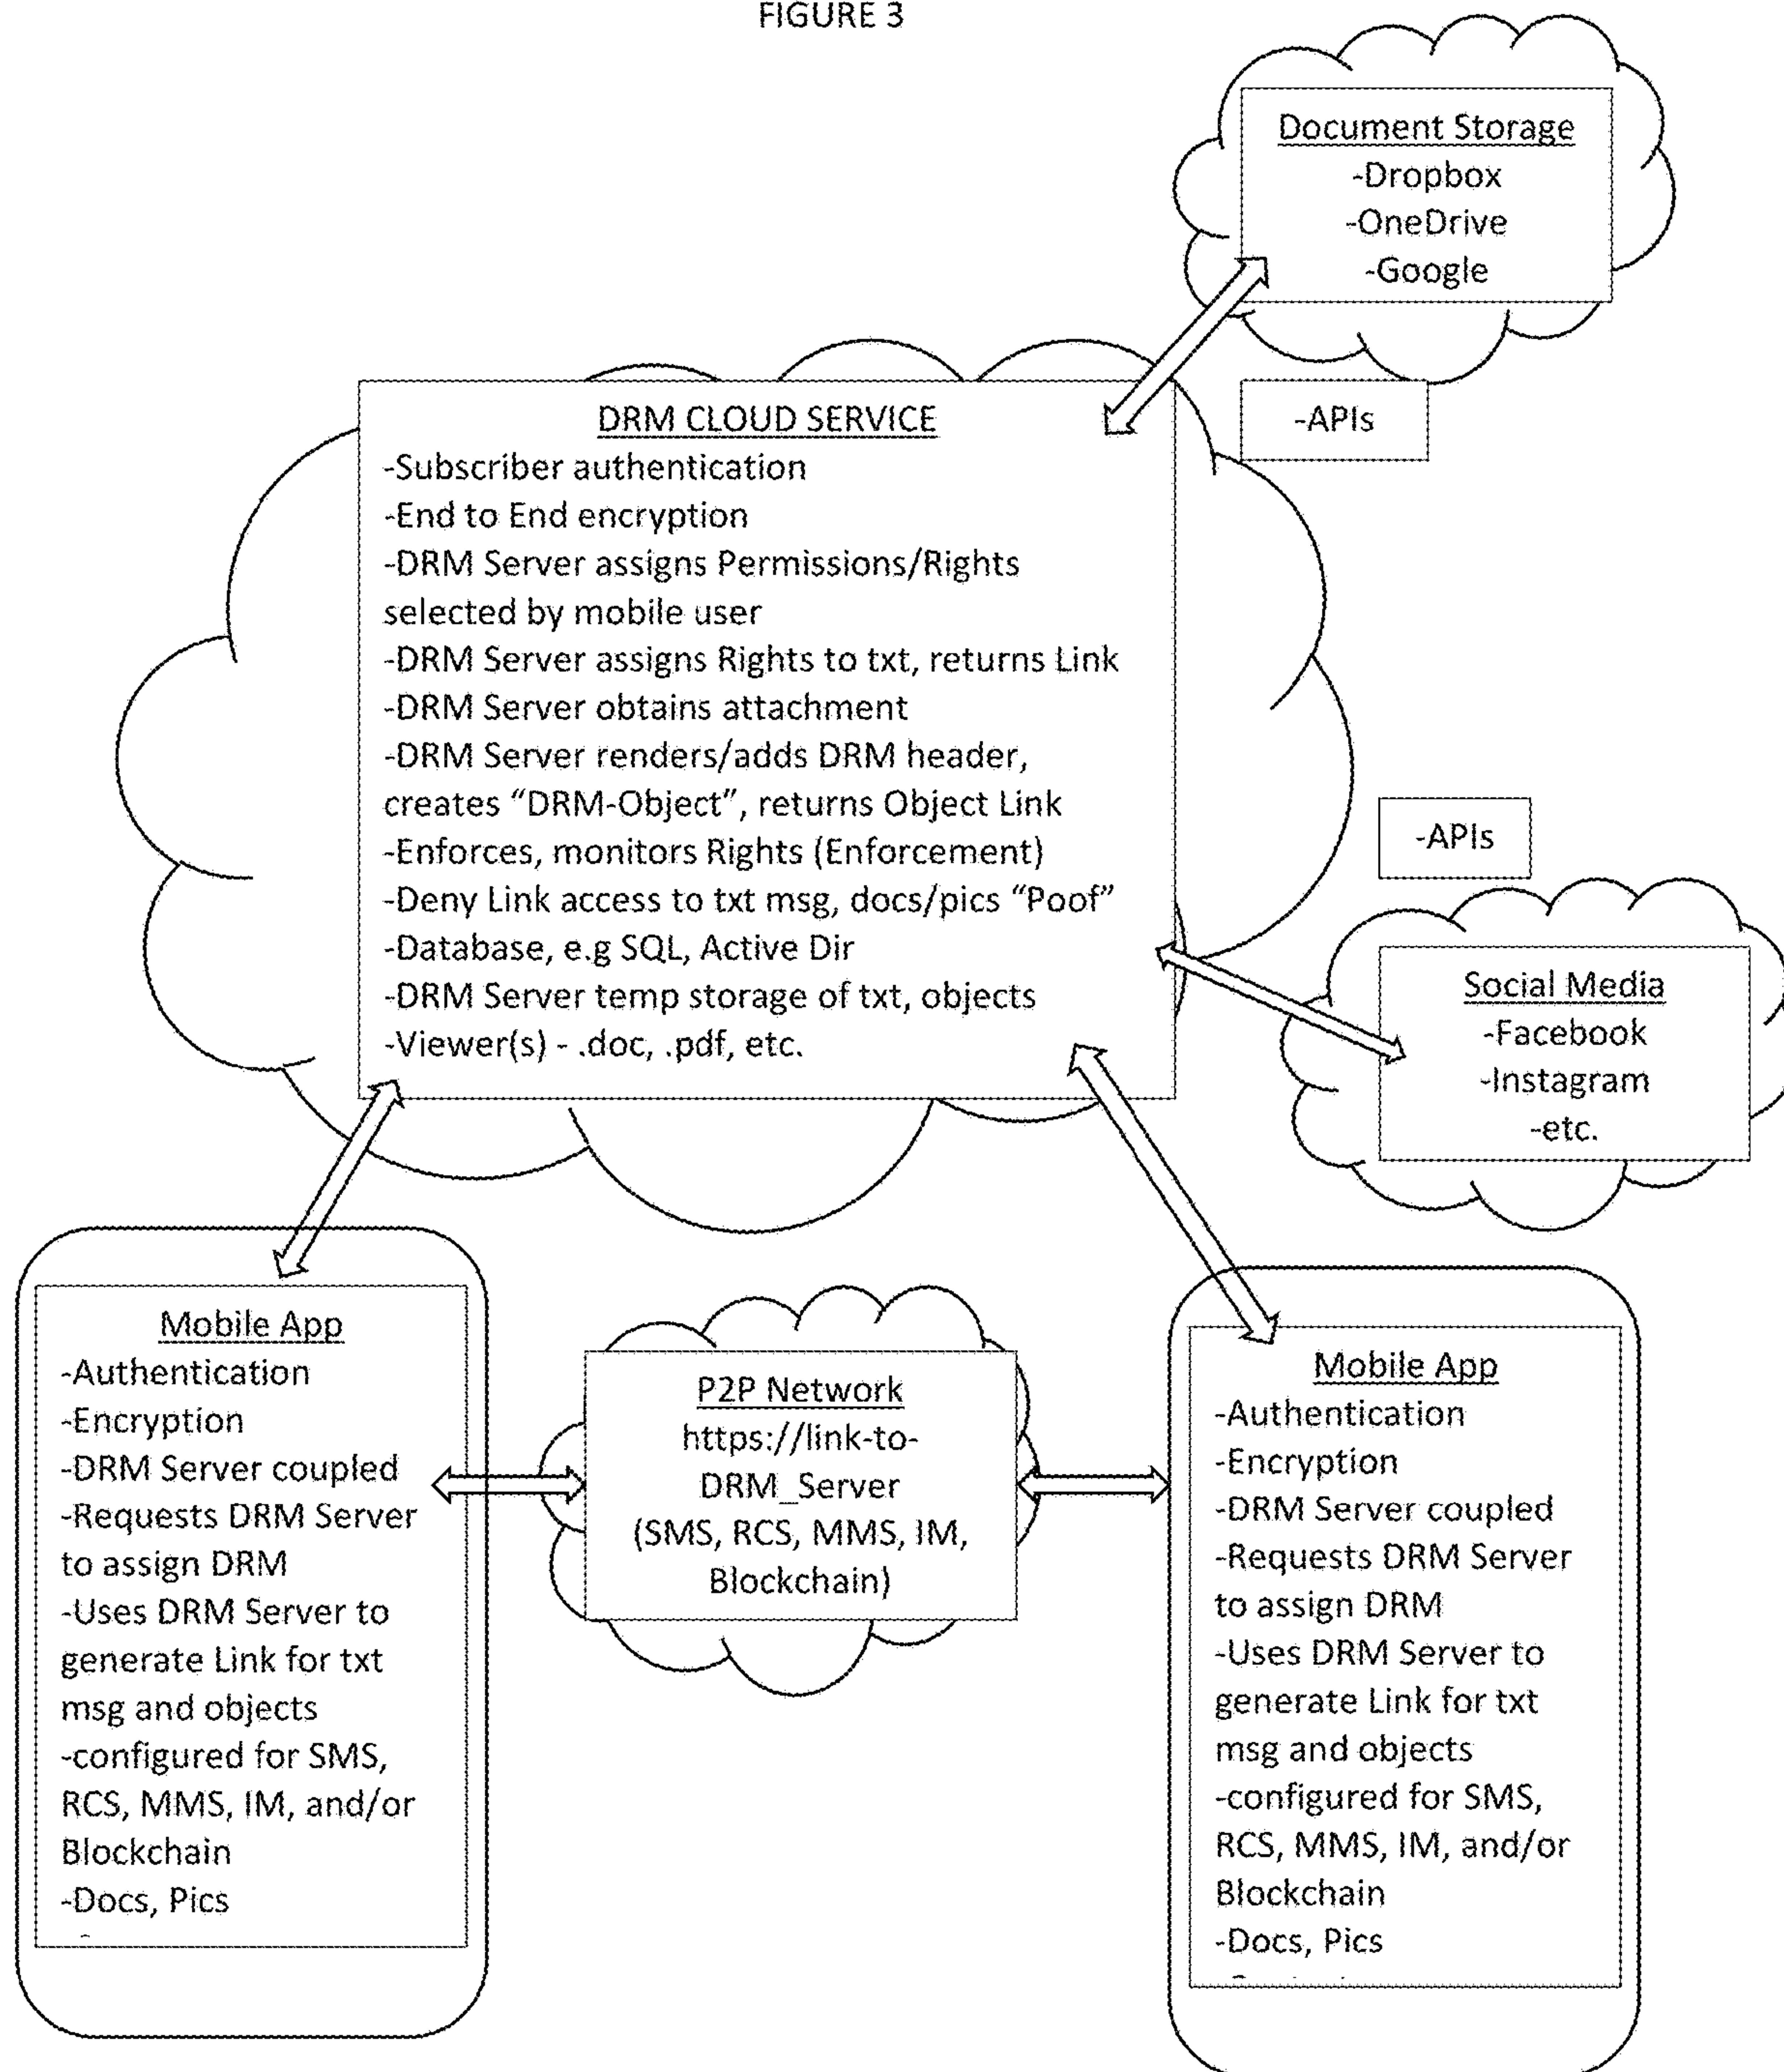 FIGURE 3
Document Storage
-Dropbox
-OneDrive
-Google
-APIs
DRM CLOUD SERVICE
-Subscriber authentication
-End to End encryption
-DRM Server assigns Permissions/Rights
selected by mobile user
-DRM Server assigns Rights to txt, returns Link
-DRM Server obtains attachment
-DRM Server renders/adds DRM header,
creates “DRM-Object”, returns Object Link
-Enforces, monitors Rights (Enforcement)
-Deny Link access to txt msg, docs/pics “Poof”
-Database, e.g SQL, Active Dir
-DRM Server temp storage of txt, objects
-Viewer(s) - .doc, .pdf, etc.
-APIs
Social Media
-Facebook
-Instagram
-etc.
Mobile App
-Authentication
-Encryption
-DRM Server coupled
-Requests DRM Server
to assign DRM
-Uses DRM Server to
generate Link for txt
msg and objects
-configured for SMS,
RCS, MMS, IM, and/or
Blockchain
-Docs, Pics
P2P Network
https://link-to-
DRM_Server
(SMS, RCS, MMS, IM,
Blockchain)
Mobile App
-Authentication
-Encryption
-DRM Server coupled
-Requests DRM Server
to assign DRM
-Uses DRM Server to
generate Link for txt
msg and objects
-configured for SMS,
RCS, MMS, IM, and/or
Blockchain
-Docs, Pics